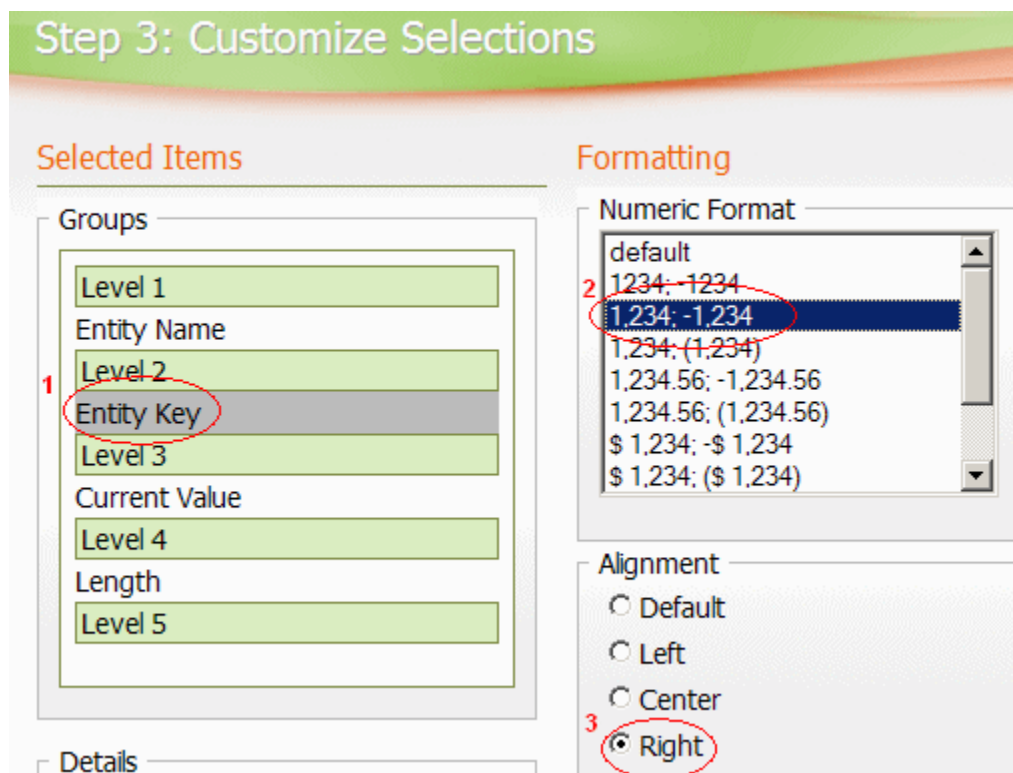 Step 3: Customize Selections
Selected Items
Groups
Level 1
Entity Name
Level 2
1
Entity Key
Level 3
Current Value
Level 4
Length
Level 5
Details
Formatting
Numeric Format
default
2
1234; -1234
1,234; -1,234
1,234; (1,234)
1,234.56; -1,234.56
1,234.56; (1,234.56)
$ 1,234; -$ 1,234
$ 1,234; ($ 1,234)
Alignment
Default
Left
Center
3
Right